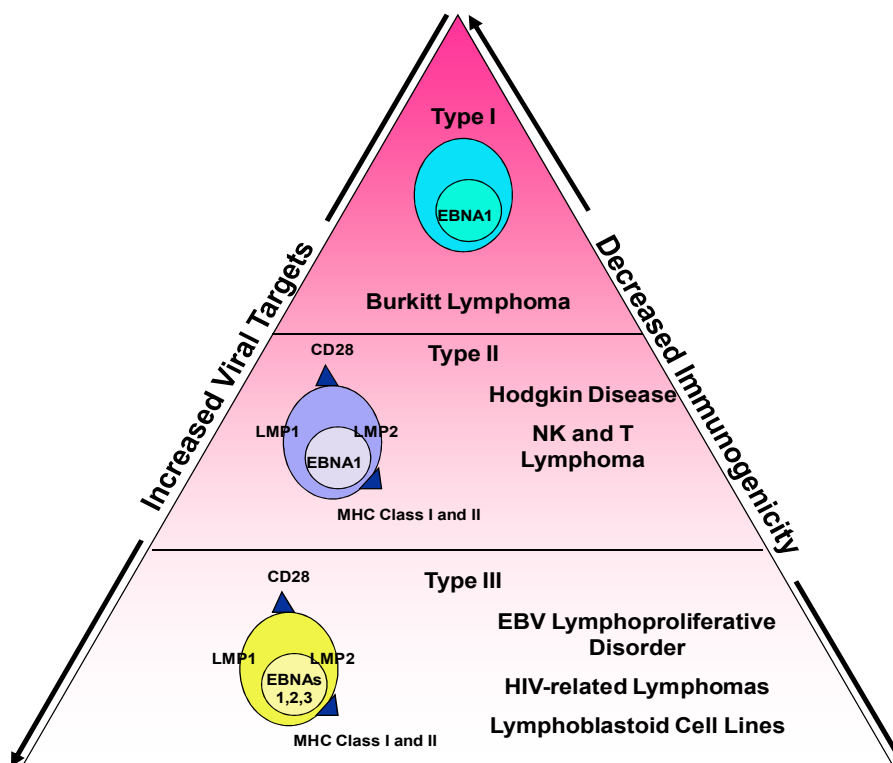 Type I
EBNA1
Burkitt Lymphoma
Increased Viral Targets
Decreased Immunogenicity
CD28
Type II
LMP1
LMP2
EBNA1
MHC Class I and II
Hodgkin Disease
NK and T
Lymphoma
CD28
Type III
LMP1
LMP2
EBNAs
1,2,3
MHC Class I and II
EBV Lymphoproliferative
Disorder
HIV-related Lymphomas
Lymphoblastoid Cell Lines